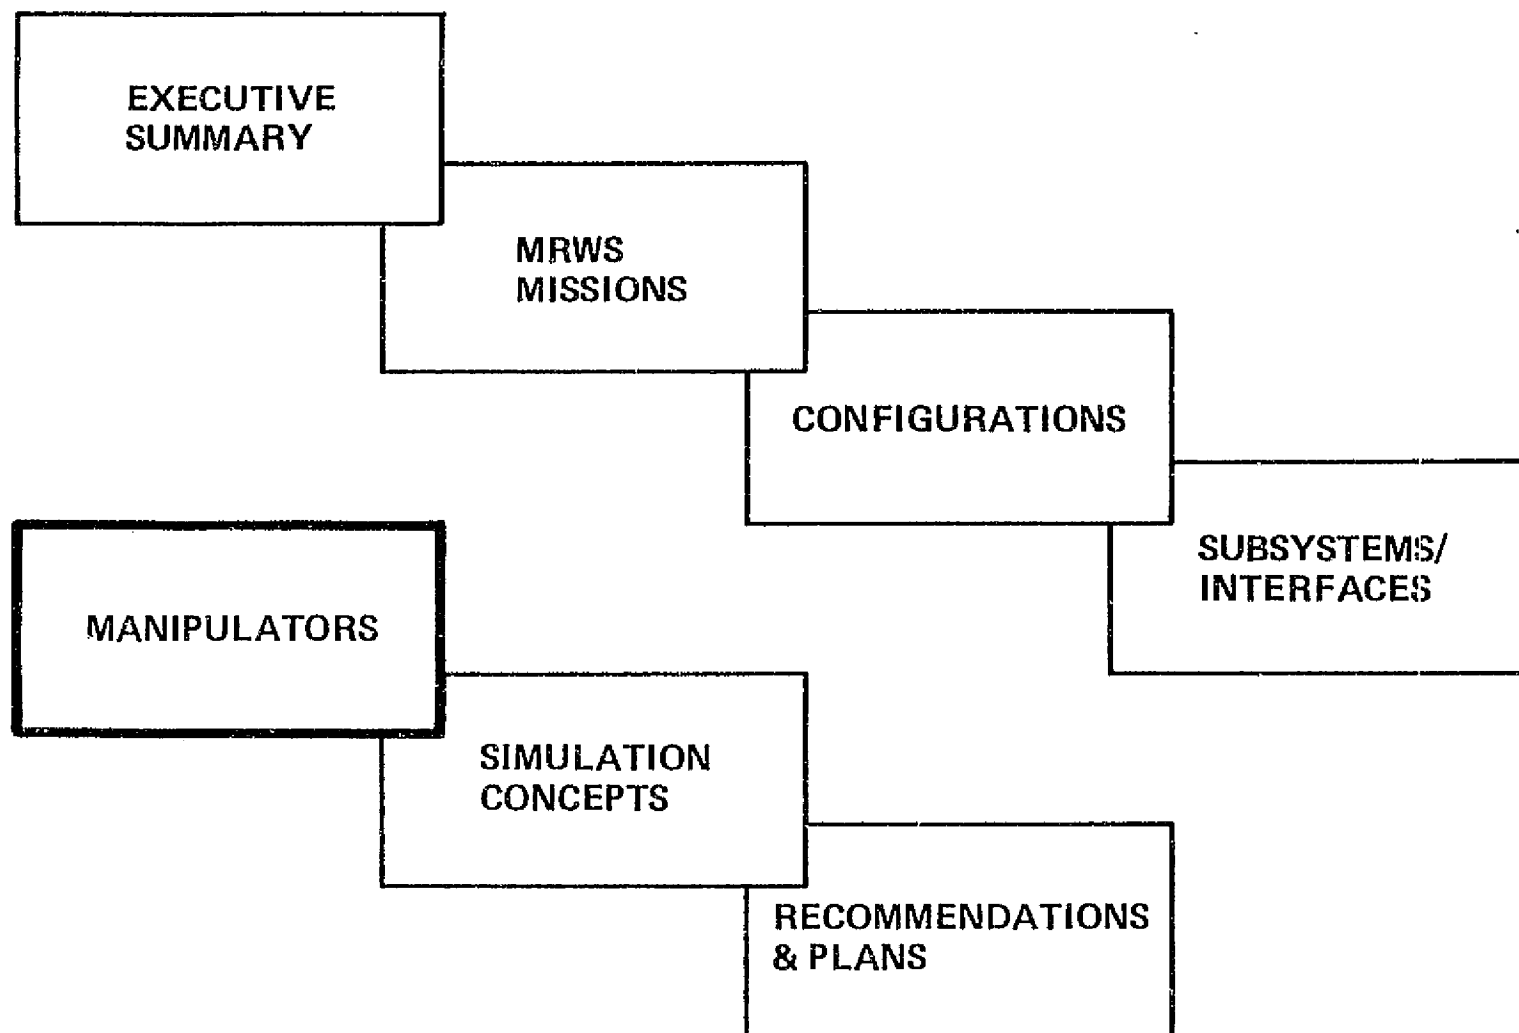 EXECUTIVE
SUMMARY
MRWS
MISSIONS
CONFIGURATIONS
SUBSYSTEMS/
INTERFACES
MANIPULATORS
SIMULATION
CONCEPTS
RECOMMENDATIONS
& PLANS